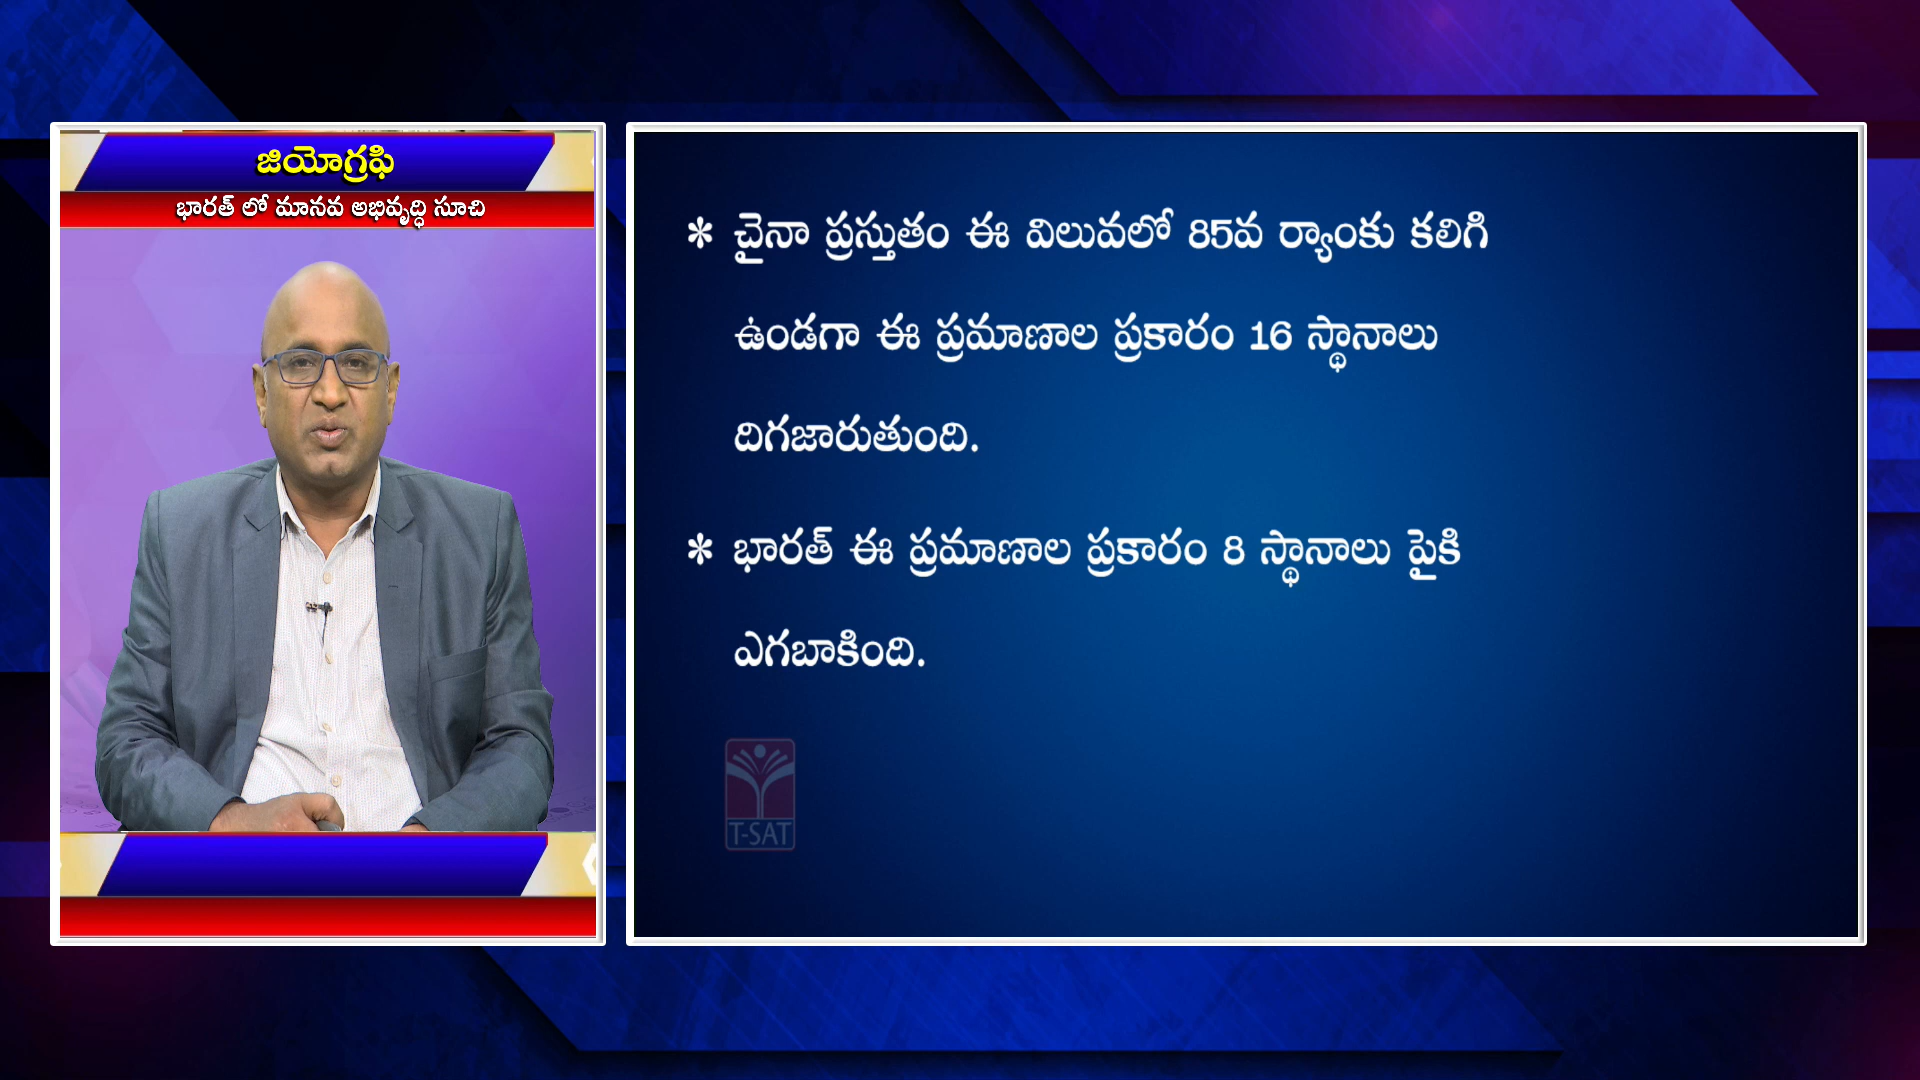 జియోగ్రఫి
భారత్ లో మానవ అభివృద్ధి సూచి
* చైనా ప్రస్తుతం ఈ విలువలో 85వ ర్యాంకు కలిగి
ఉండగా ఈ ప్రమాణాల ప్రకారం 16 స్థానాలు
దిగజారుతుంది.
* భారత్ ఈ ప్రమాణాల ప్రకారం 8 స్థానాలు పైకి
ఎగబాకింది.
T-SAT